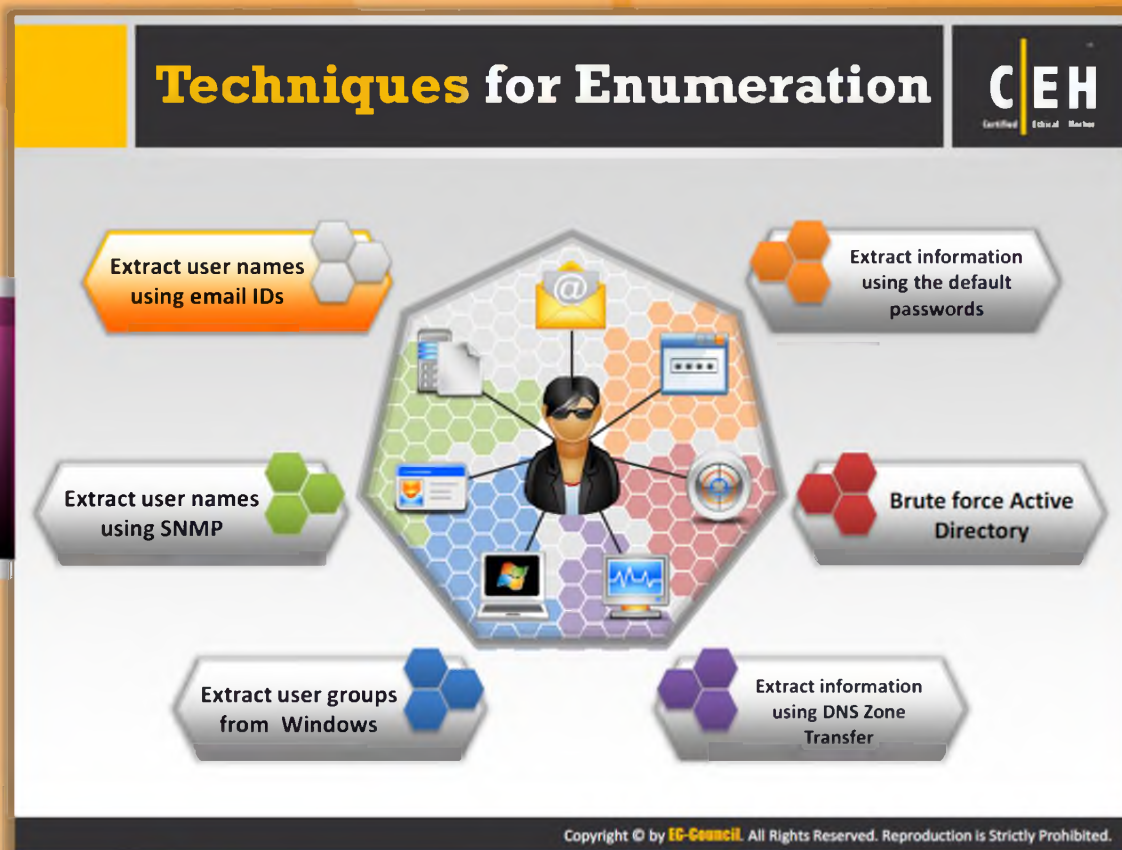 Techniques for Enumeration
CEH
Certified Ethical Hacker
Extract user names
using email IDs
Extract information
using the default
passwords
@
Extract user names
using SNMP
Brute force Active
Directory
Extract user groups
from Windows
Extract information
using DNS Zone
Transfer
Copyright © by EG-Council. All Rights Reserved. Reproduction is Strictly Prohibited.